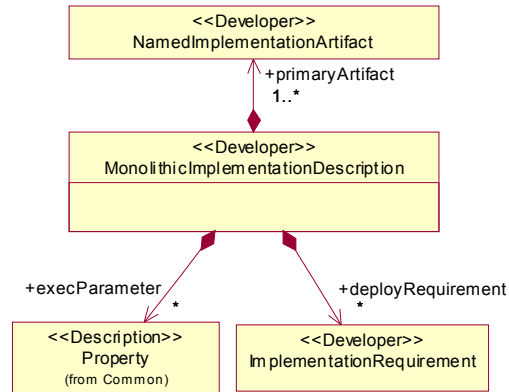 <<Developer>>
NamedImplementationArtifact
+primaryArtifact
1..*
<<Developer>>
MonolithicImplementationDescription
+execParameter
*
+deployRequirement
*
<<Description>>
Property
(from Common)
<<Developer>>
ImplementationRequirement